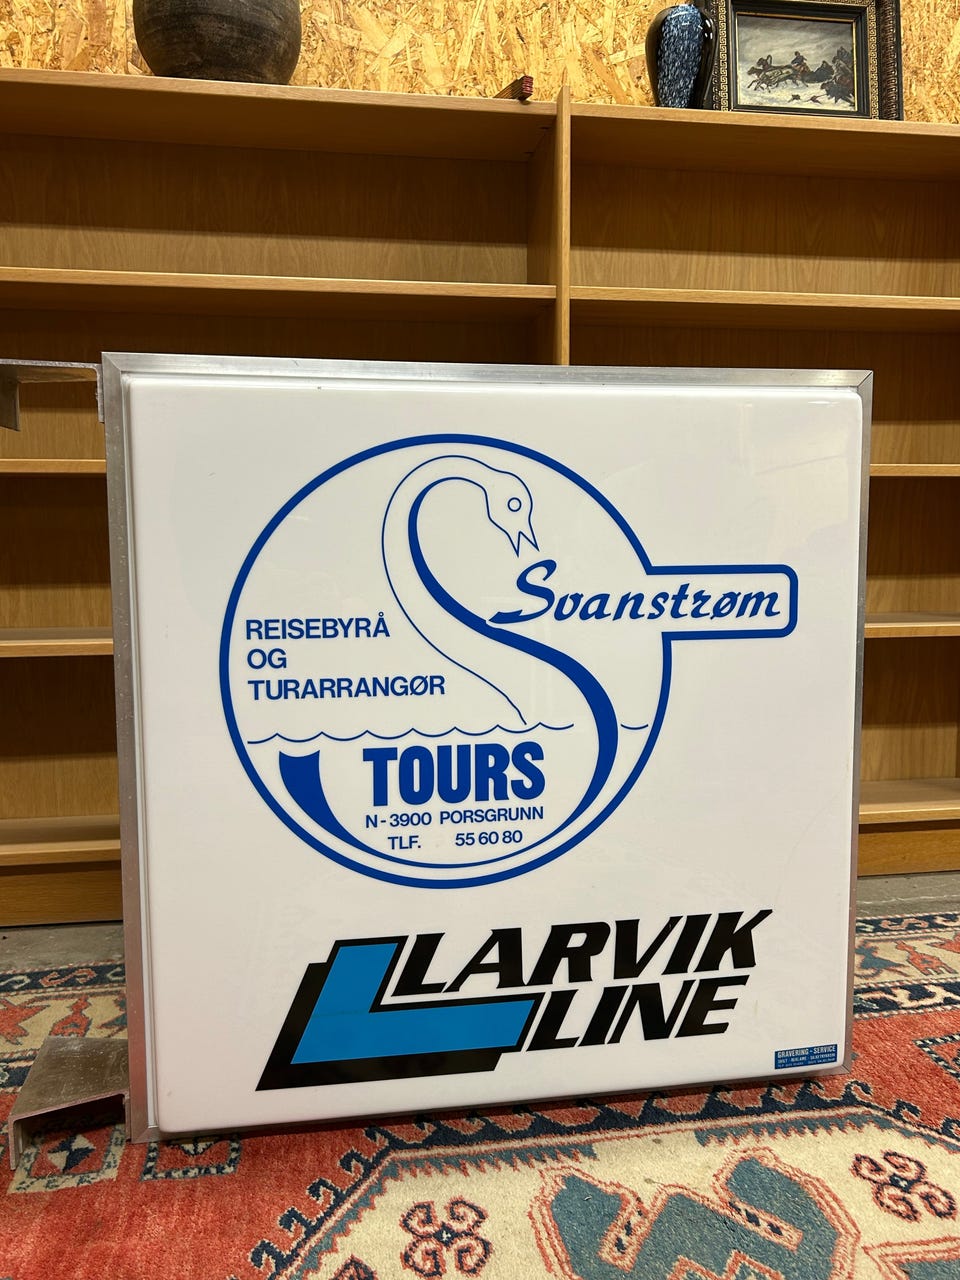 Svanstrøm
REISEBYRÅ
OG
TURARRANGØR
TOURS
N-3900 PORSGRUNN
TLF. 55 60 80
LARVIK
LINE
GRAVERING - SERVICE